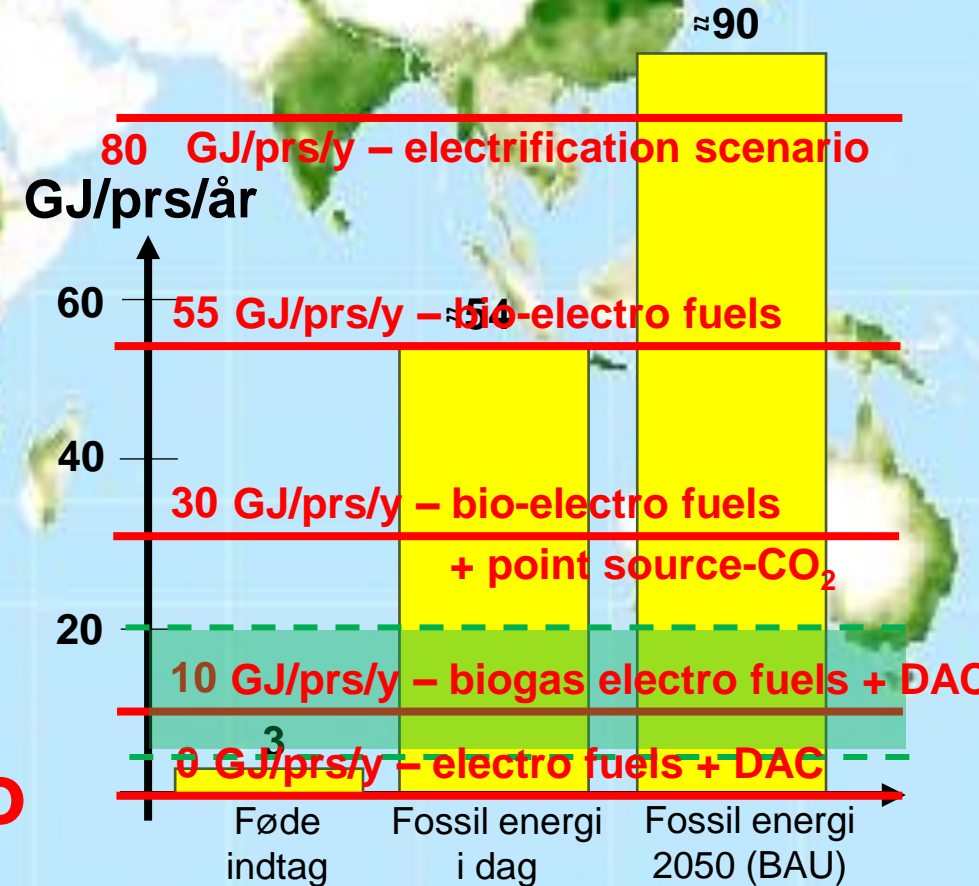 ≈90
80 GJ/prs/y – electrification scenario
GJ/prs/år
60
55 GJ/prs/y – bio-electro fuels
≈54
40
30 GJ/prs/y – bio-electro fuels
+ point source-CO₂
20
10 GJ/prs/y – biogas electro fuels + DAC
3
0 GJ/prs/y – electro fuels + DAC
Føde
indtag
Fossil energi
i dag
Fossil energi
2050 (BAU)